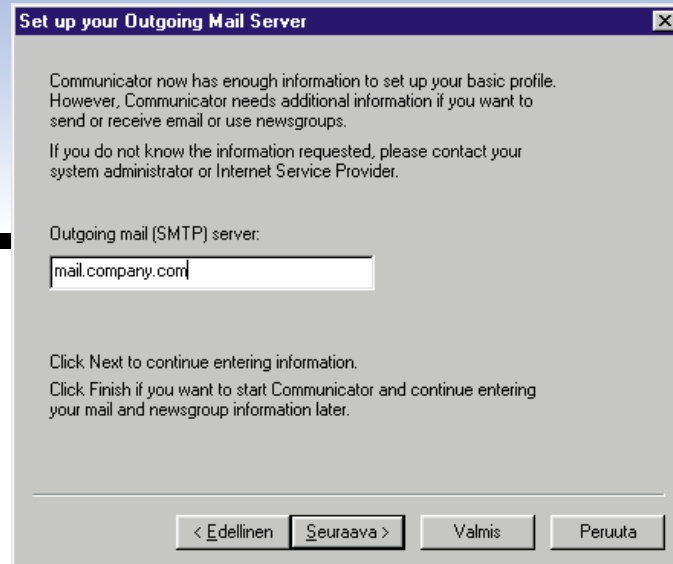 Set up your Outgoing Mail Server
Communicator now has enough information to set up your basic profile.
However, Communicator needs additional information if you want to
send or receive email or use newsgroups.
If you do not know the information requested, please contact your
system administrator or Internet Service Provider.
Outgoing mail (SMTP) server:
mail.company.com
Click Next to continue entering information.
Click Finish if you want to start Communicator and continue entering
your mail and newsgroup information later.
< Edellinen Seuraava > Valmis Peruuta